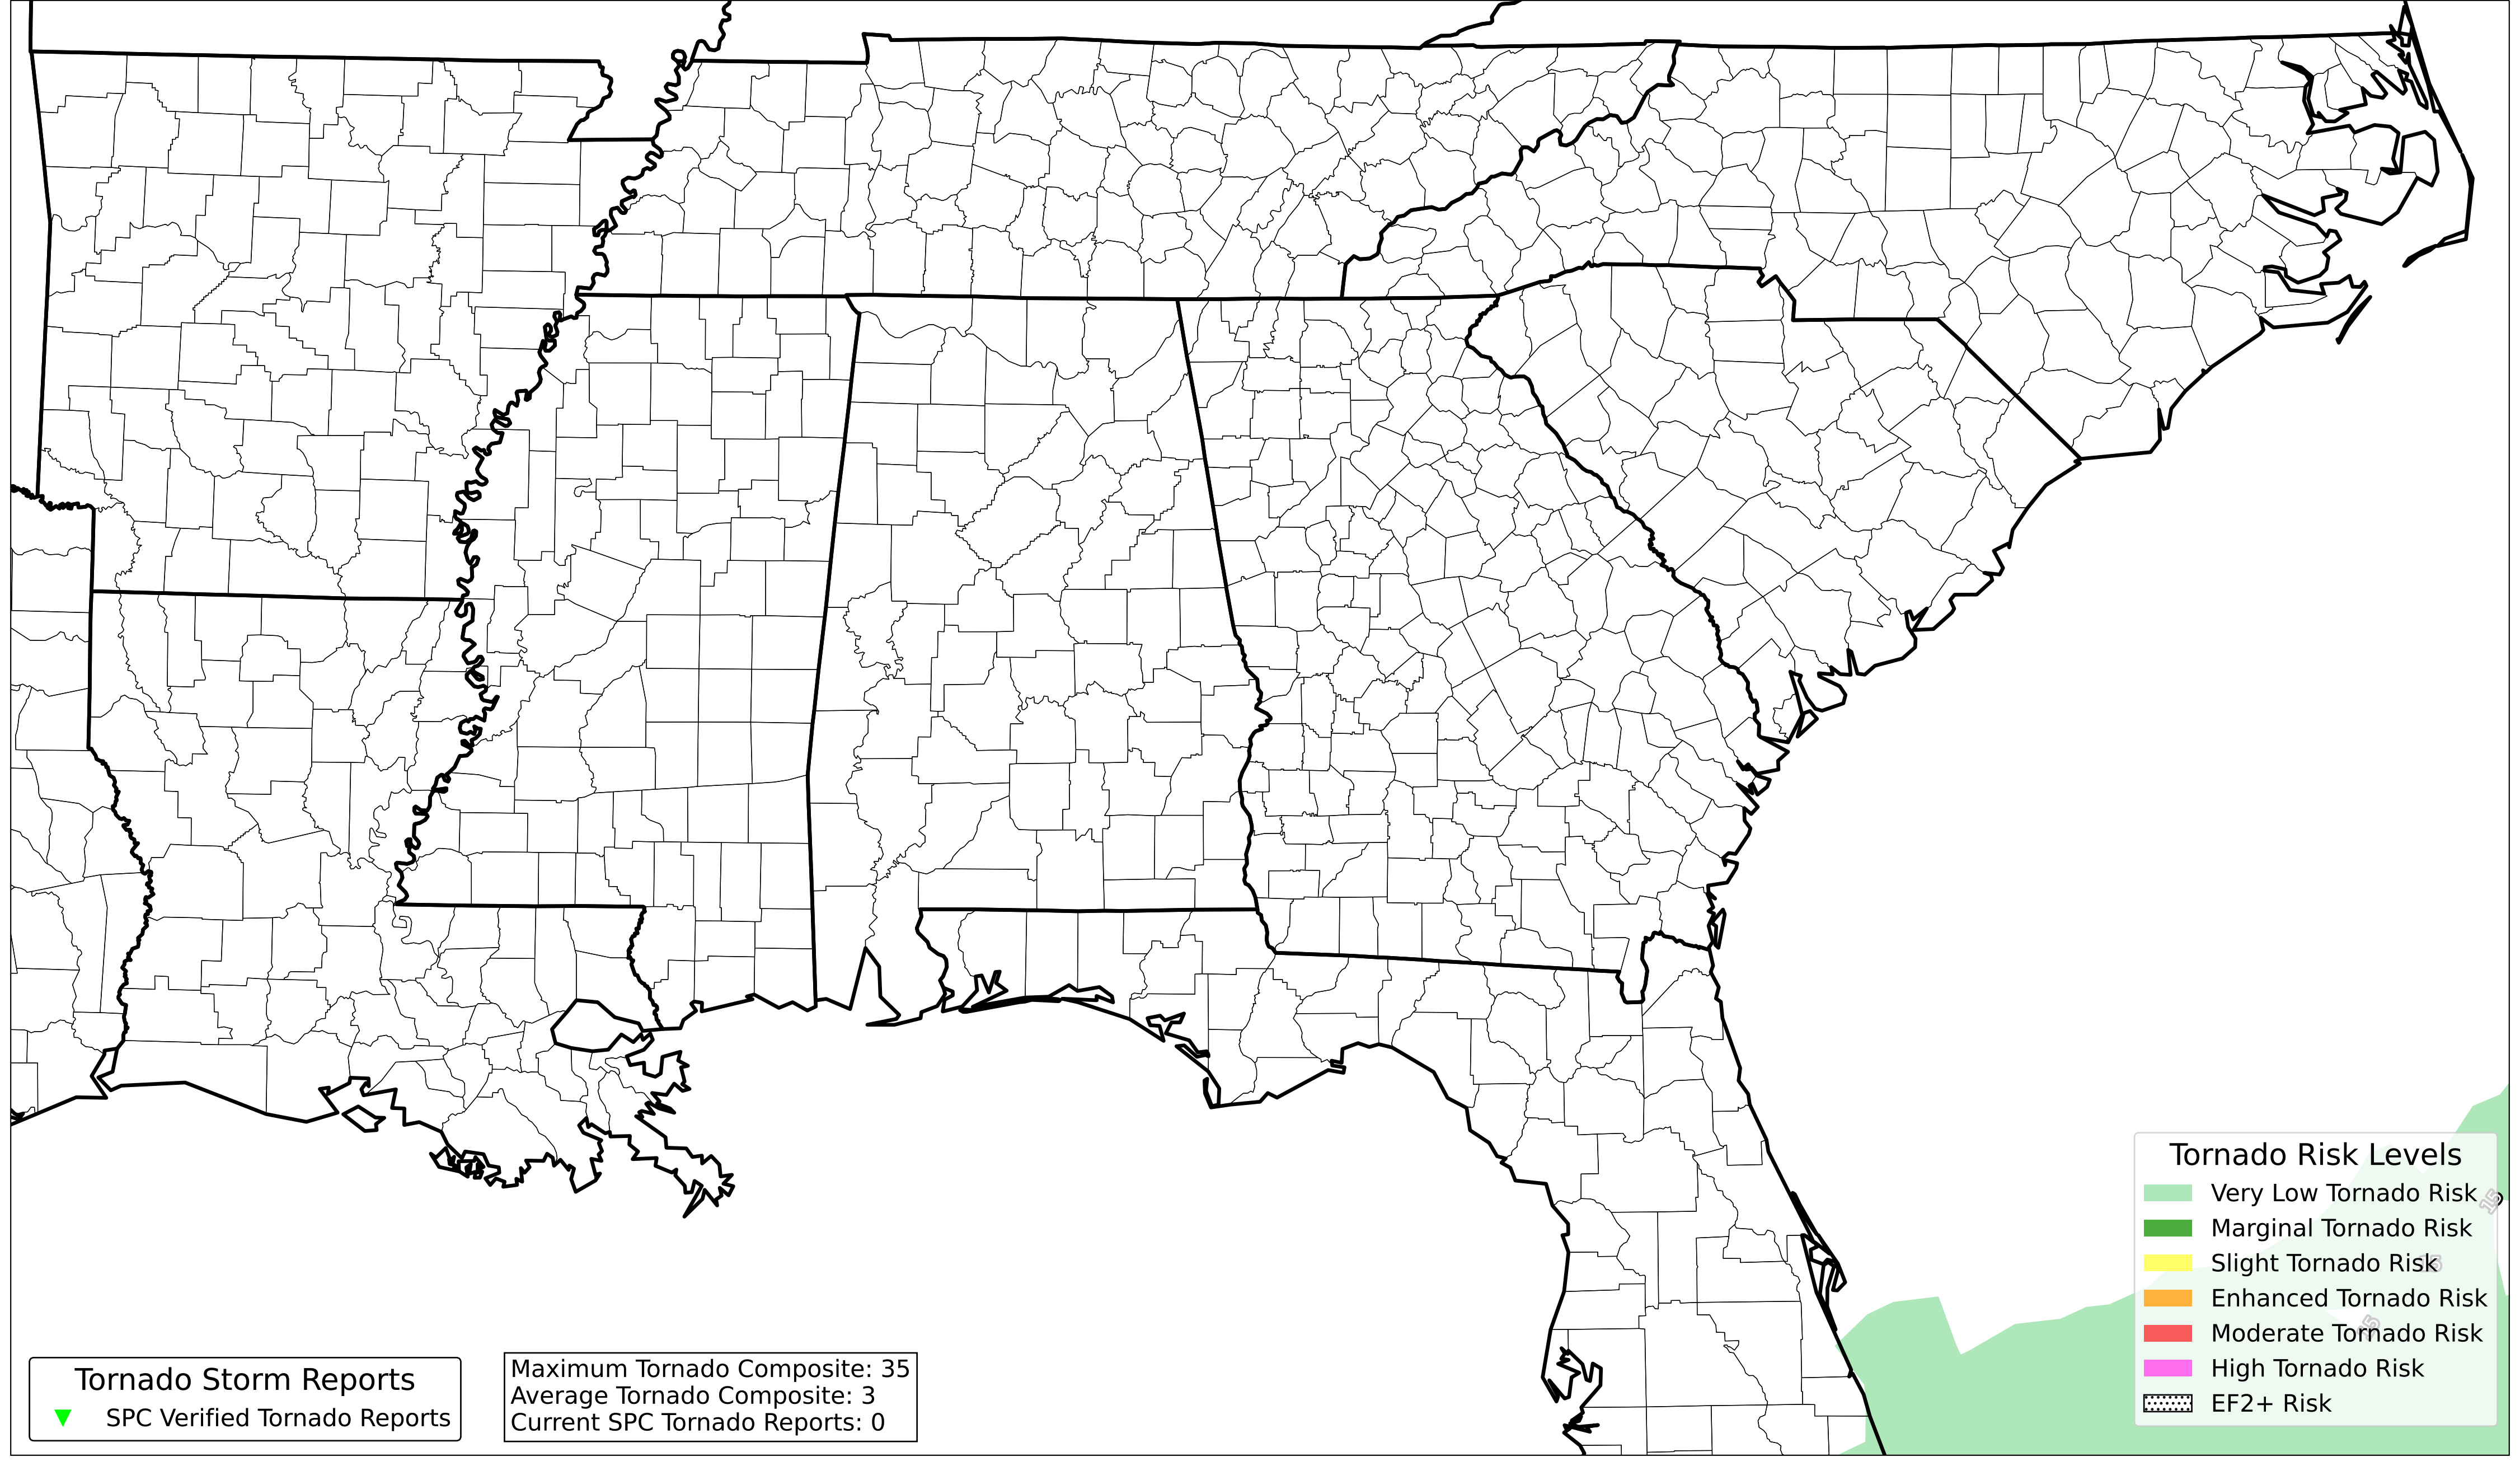 Tornado Risk Levels
Very Low Tornado Risk
15
Marginal Tornado Risk
Slight Tornado Risk
Enhanced Tornado Risk
Moderate Tornado Risk
High Tornado Risk
EF2+ Risk
Tornado Storm Reports
SPC Verified Tornado Reports
Maximum Tornado Composite: 35
Average Tornado Composite: 3
Current SPC Tornado Reports: 0